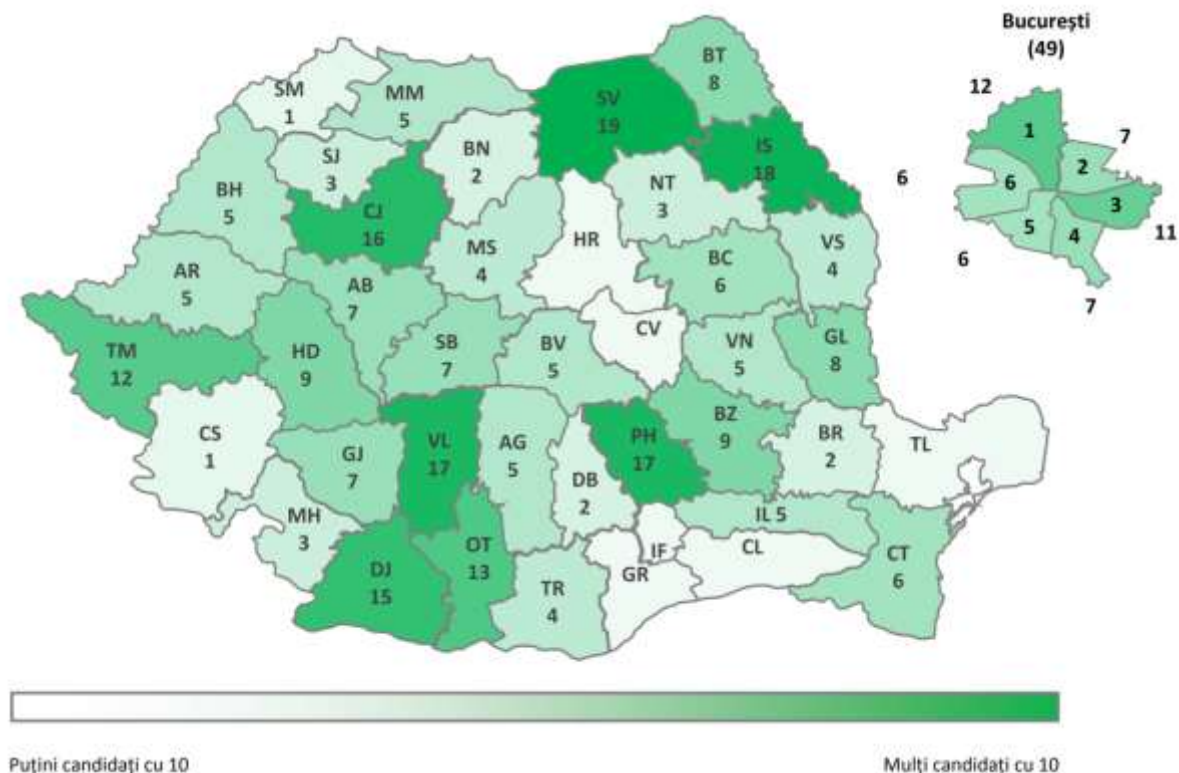 București
(49)
BT
8
12
SM
1
MM
5
SV
19
1
7
2
IS
18
BN
2
SJ
3
NT
3
6
6
3
BH
5
CJ
16
HR
5
4
11
MS
4
VS
4
BC
6
6
AR
5
AB
7
7
CV
TM
12
HD
9
SB
7
BV
5
VN
5
GL
8
CS
1
VL
17
AG
5
PH
17
BZ
9
BR
2
TL
GJ
7
DB
2
MH
3
IL 5
OT
13
IF
CL
CT
6
DJ
15
TR
4
GR
Puțini candidați cu 10
Mulți candidați cu 10